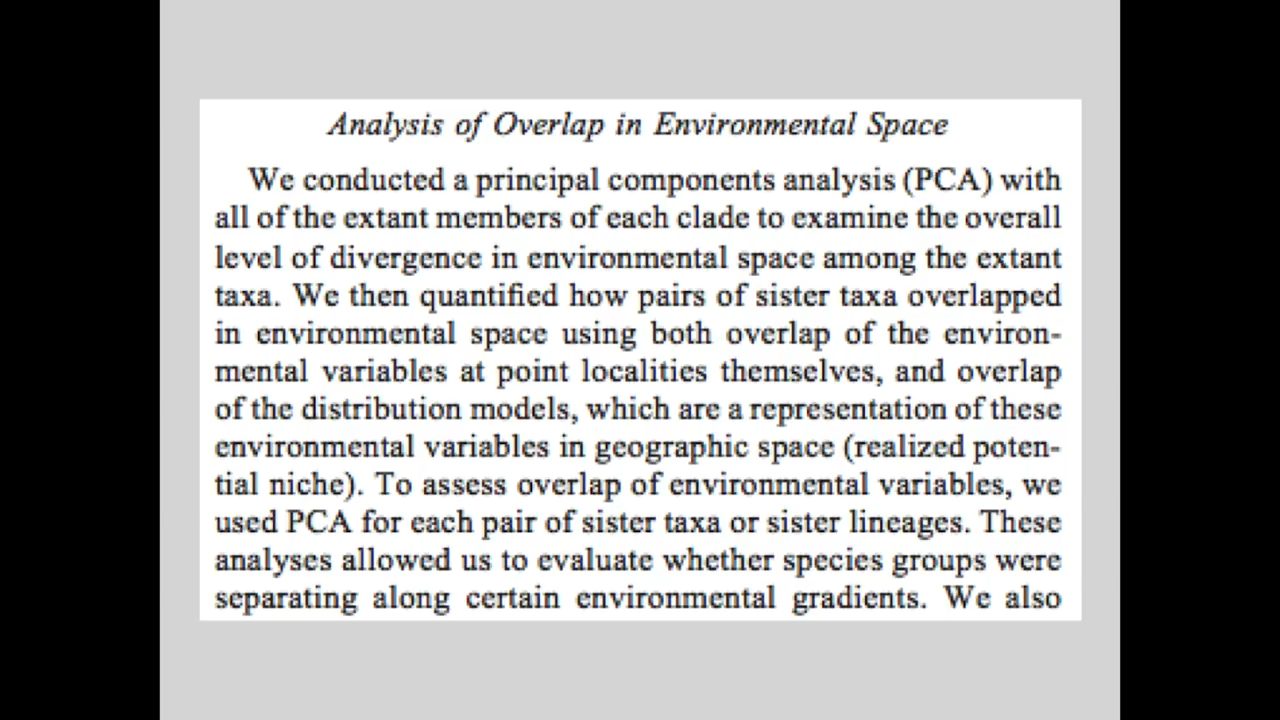 Analysis of Overlap in Environmental Space
We conducted a principal components analysis (PCA) with
all of the extant members of each clade to examine the overall
level of divergence in environmental space among the extant
taxa. We then quantified how pairs of sister taxa overlapped
in environmental space using both overlap of the environ-
mental variables at point localities themselves, and overlap
of the distribution models, which are a representation of these
environmental variables in geographic space (realized poten-
tial niche). To assess overlap of environmental variables, we
used PCA for each pair of sister taxa or sister lineages. These
analyses allowed us to evaluate whether species groups were
separating along certain environmental gradients. We also